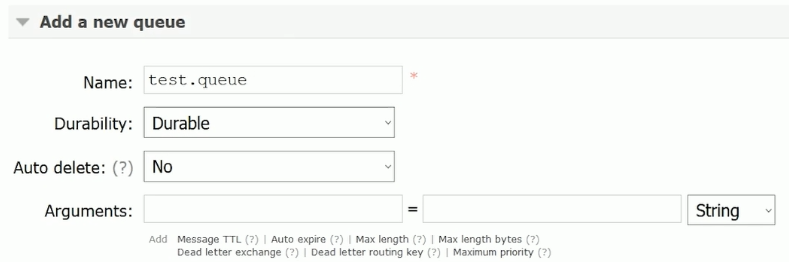 Add a new queue
Name: test.queue *
Durability: Durable
Auto delete: (?) No
Arguments: = String
Add Message TTL (?) | Auto expire (?) | Max length (?) | Max length bytes (?)
Dead letter exchange (?) | Dead letter routing key (?) | Maximum priority (?)